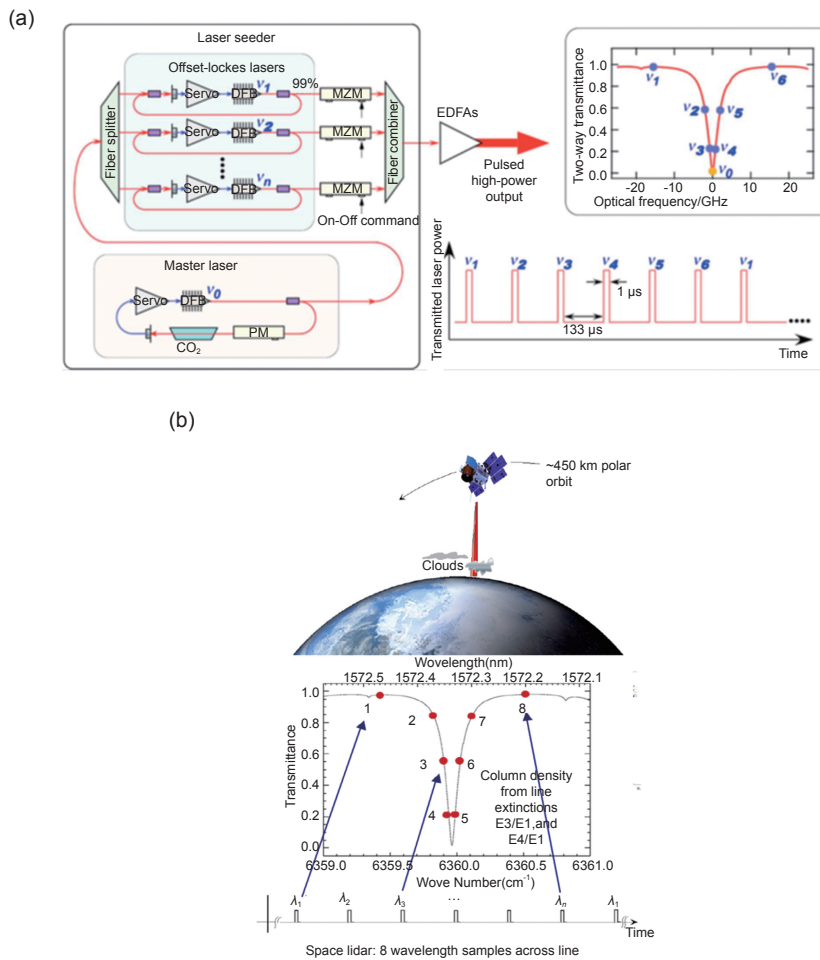 (a)
Laser seeder
Offset-lockes lasers
Fiber splitter
Servo
DFB
ν1
99%
MZM
Servo
DFB
ν2
MZM
Servo
DFB
νn
MZM
Fiber combiner
On-Off command
Master laser
Servo
DFB
ν0
CO2
PM
EDFAs
Pulsed
high-power
output
Two-way transmittance
1.0
0.8
0.6
0.4
0.2
0.0
ν1
ν6
ν2
ν5
ν3
ν4
ν0
-20
-10
0
10
20
Optical frequency/GHz
Transmitted laser power
ν1
ν2
ν3
ν4
ν5
ν6
ν1
1 μs
133 μs
Time
(b)
~450 km polar
orbit
Clouds
Wavelength(nm)
1572.5
1572.4
1572.3
1572.2
1572.1
Transmittance
1.0
0.8
0.6
0.4
0.2
0.0
1
2
3
4
5
6
7
8
Column density
from line
extinctions
E3/E1,and
E4/E1
6359.0
6359.5
6360.0
6360.5
6361.0
Wave Number(cm-1)
λ1
λ2
λ3
...
λn
λ1
Time
Space lidar: 8 wavelength samples across line